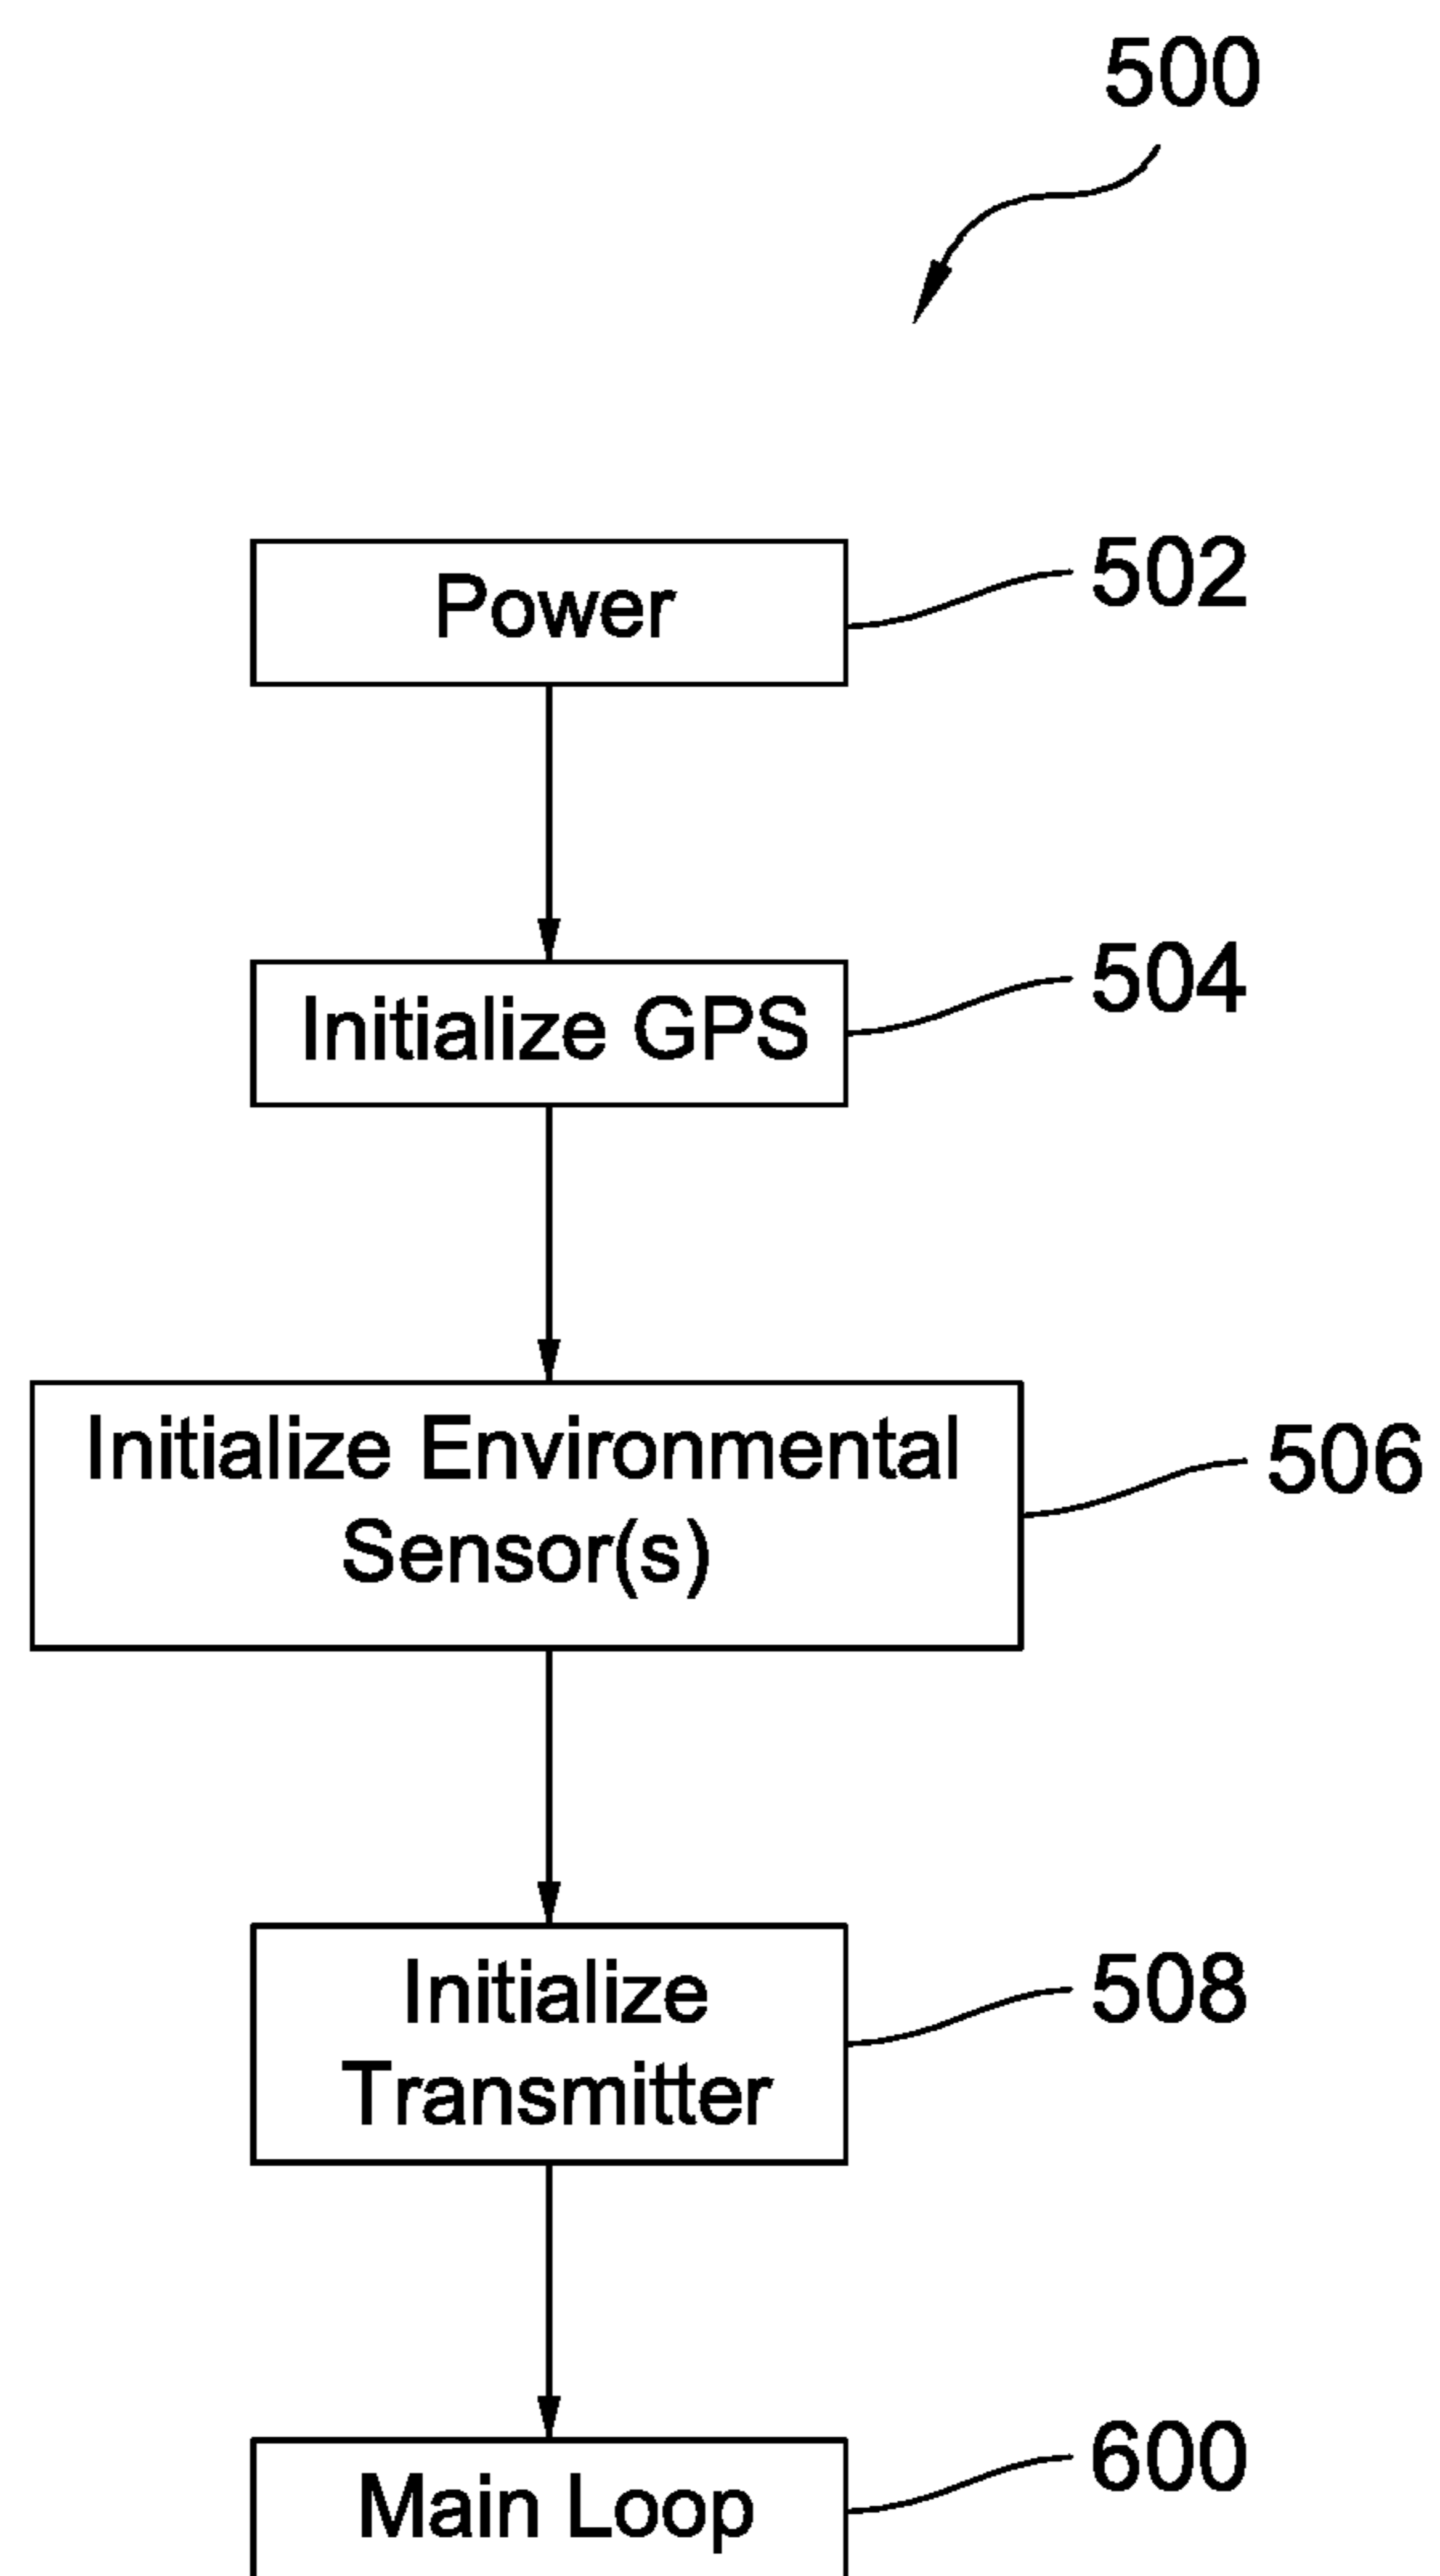 500
Power
502
Initialize GPS
504
Initialize Environmental
Sensor(s)
506
Initialize
Transmitter
508
Main Loop
600